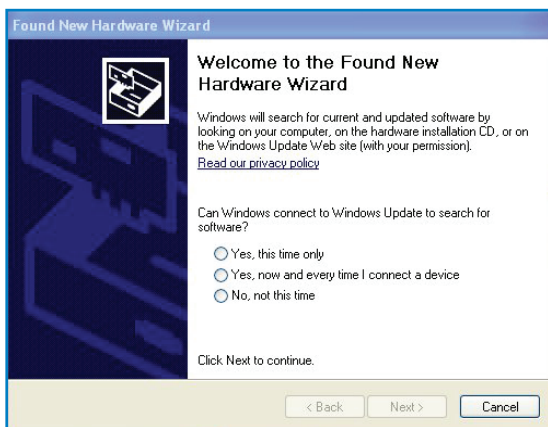 Found New Hardware Wizard
Welcome to the Found New
Hardware Wizard
Windows will search for current and updated software by
looking on your computer, on the hardware installation CD, or on
the Windows Update Web site (with your permission).
Read our privacy policy
Can Windows connect to Windows Update to search for
software?
Yes, this time only
Yes, now and every time I connect a device
No, not this time
Click Next to continue.
< Back
Next >
Cancel